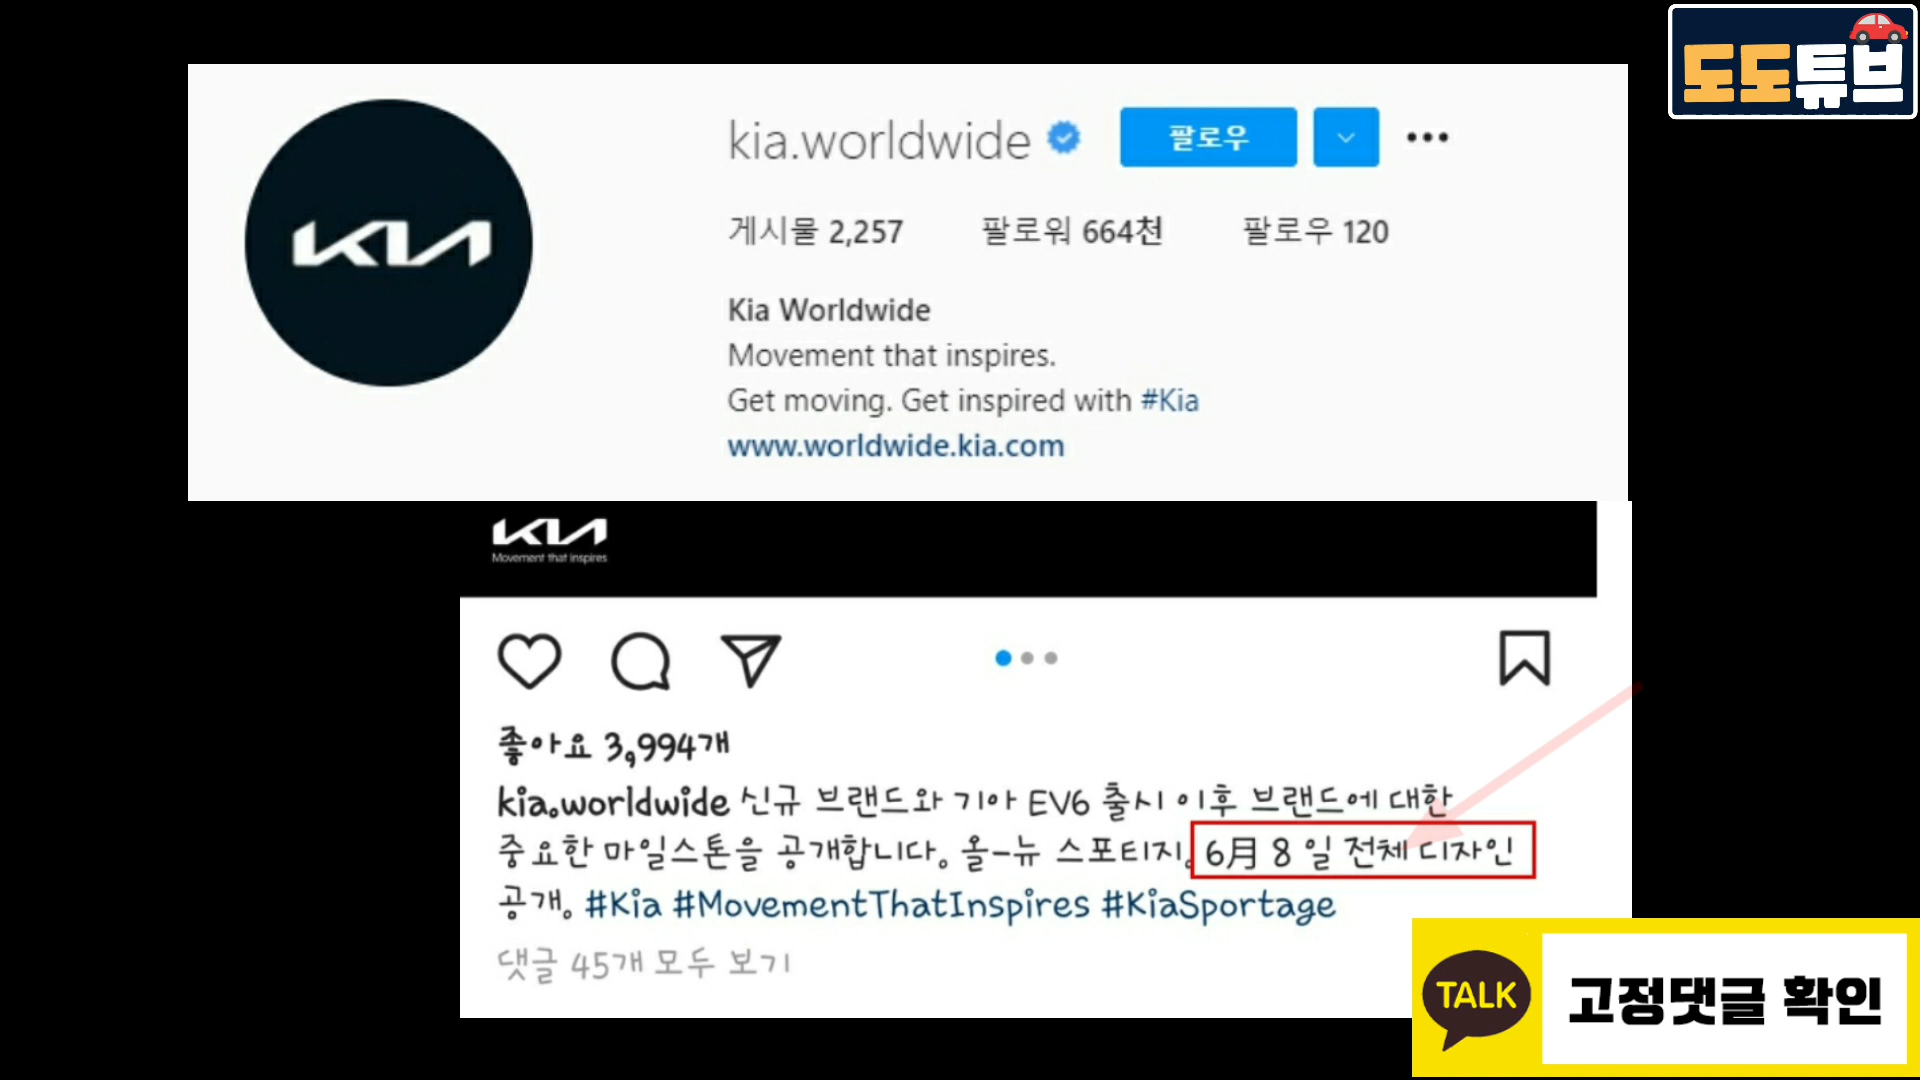 도도튜브
KIA
kia.worldwide 팔로우
게시물 2,257 팔로워 664천 팔로우 120
Kia Worldwide
Movement that inspires.
Get moving. Get inspired with #Kia
www.worldwide.kia.com
KIA
Movement that inspires
좋아요 3,994개
kia.worldwide 신규 브랜드와 기아 EV6 출시 이후 브랜드에 대한
중요한 마일스톤을 공개합니다. 올-뉴 스포티지. 6月 8 일 전체 디자인
공개. #Kia #MovementThatInspires #KiaSportage
댓글 45개 모두 보기
TALK 고정댓글 확인